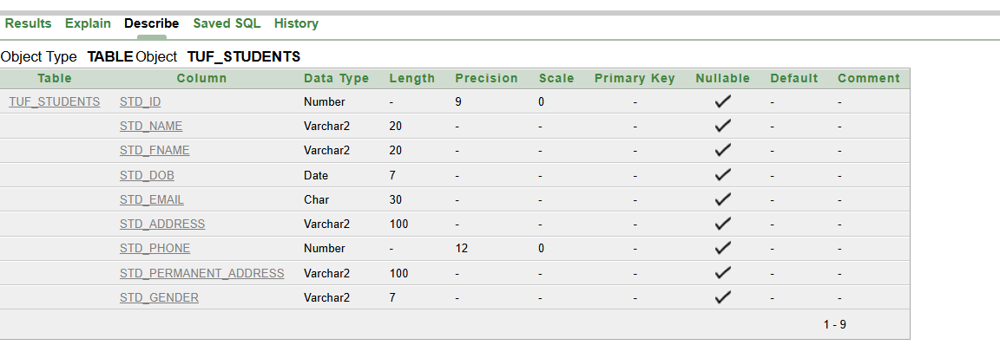 Results Explain Describe Saved SQL History
Object Type TABLE Object TUF_STUDENTS
Table Column Data Type Length Precision Scale Primary Key Nullable Default Comment
TUF_STUDENTS STD_ID Number - 9 0 - - -
STD_NAME Varchar2 20 - - - - -
STD_FNAME Varchar2 20 - - - - -
STD_DOB Date 7 - - - - -
STD_EMAIL Char 30 - - - - -
STD_ADDRESS Varchar2 100 - - - - -
STD_PHONE Number - 12 0 - - -
STD_PERMANENT_ADDRESS Varchar2 100 - - - - -
STD_GENDER Varchar2 7 - - - - -
1 - 9